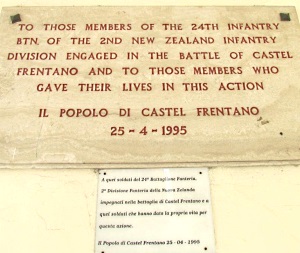 TO THOSE MEMBERS OF THE 24TH INFANTRY
BTN. OF THE 2ND NEW ZEALAND INFANTRY
DIVISION ENGAGED IN THE BATTLE OF CASTEL
FRENTANO AND TO THOSE MEMBERS WHO
GAVE THEIR LIVES IN THIS ACTION
IL POPOLO DI CASTEL FRENTANO
25-4-1995
A quei soldati del 24° Battaglione Fanteria,
2ª Divisione Fanteria della Nuova Zelanda
impegnati nella battaglia di Castel Frentano e a
quei soldati che hanno dato la propria vita per
questa azione.
Il Popolo di Castel Frentano 25-04-1995